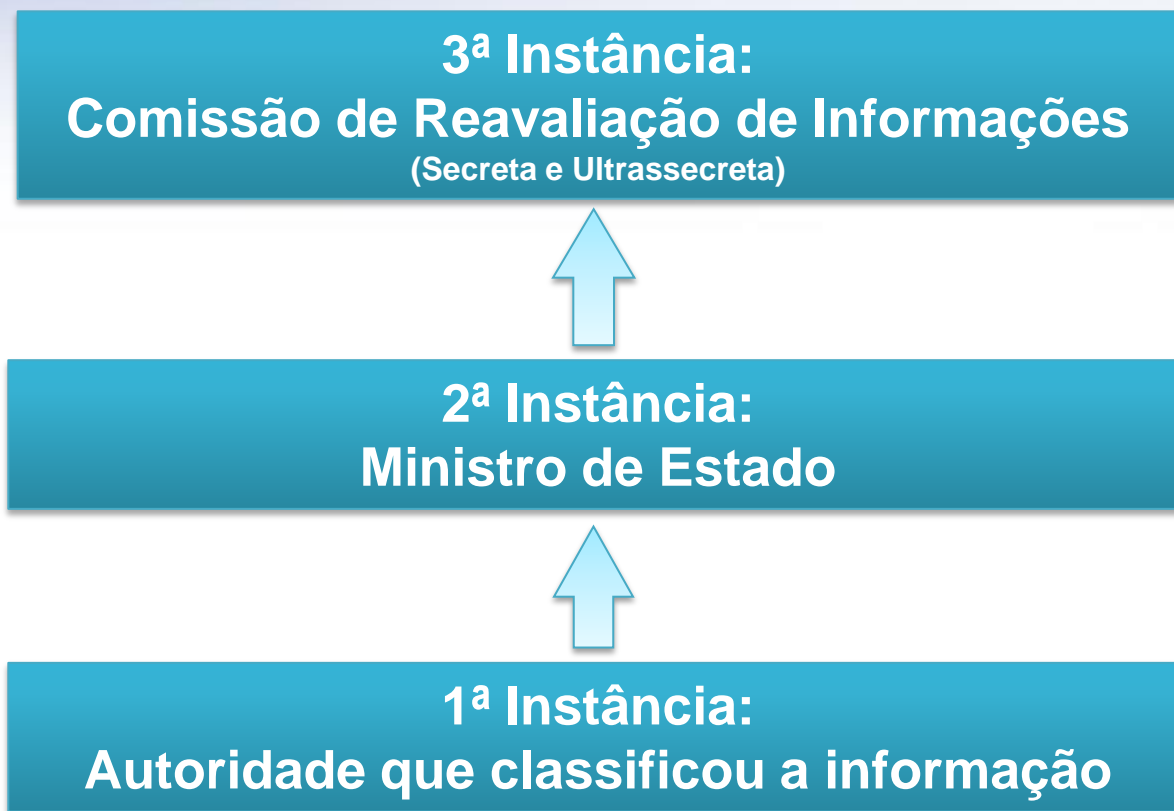 3ª Instância:
Comissão de Reavaliação de Informações
(Secreta e Ultrassecreta)
2ª Instância:
Ministro de Estado
1ª Instância:
Autoridade que classificou a informação